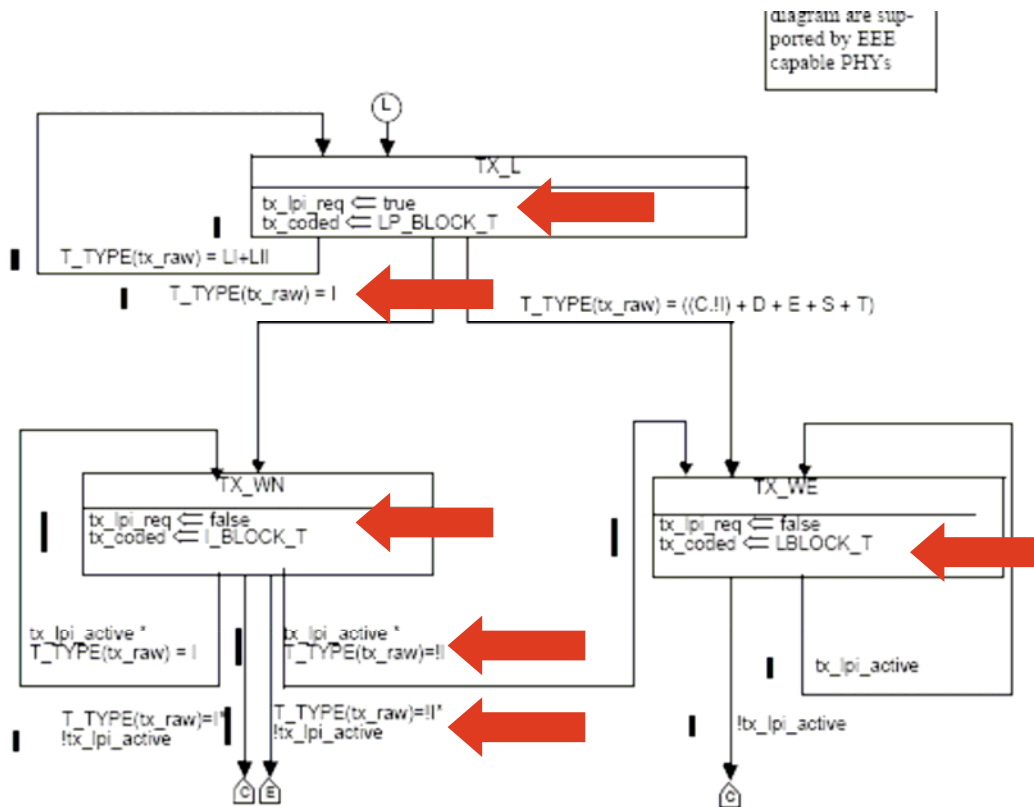 diagram are sup-
ported by EEE
capable PHYs
L
TX_L
tx_lpi_req ⇐ true
tx_coded ⇐ LP_BLOCK_T
T_TYPE(tx_raw) = LI+LII
T_TYPE(tx_raw) = I
T_TYPE(tx_raw) = ((C.!I) + D + E + S + T)
TX_WN
tx_lpi_req ⇐ false
tx_coded ⇐ I_BLOCK_T
TX_WE
tx_lpi_req ⇐ false
tx_coded ⇐ LBLOCK_T
tx_lpi_active *
T_TYPE(tx_raw) = I
tx_lpi_active *
T_TYPE(tx_raw)=!I
tx_lpi_active
T_TYPE(tx_raw)=I*
!tx_lpi_active
T_TYPE(tx_raw)=!I*
!tx_lpi_active
!tx_lpi_active
C
E
C